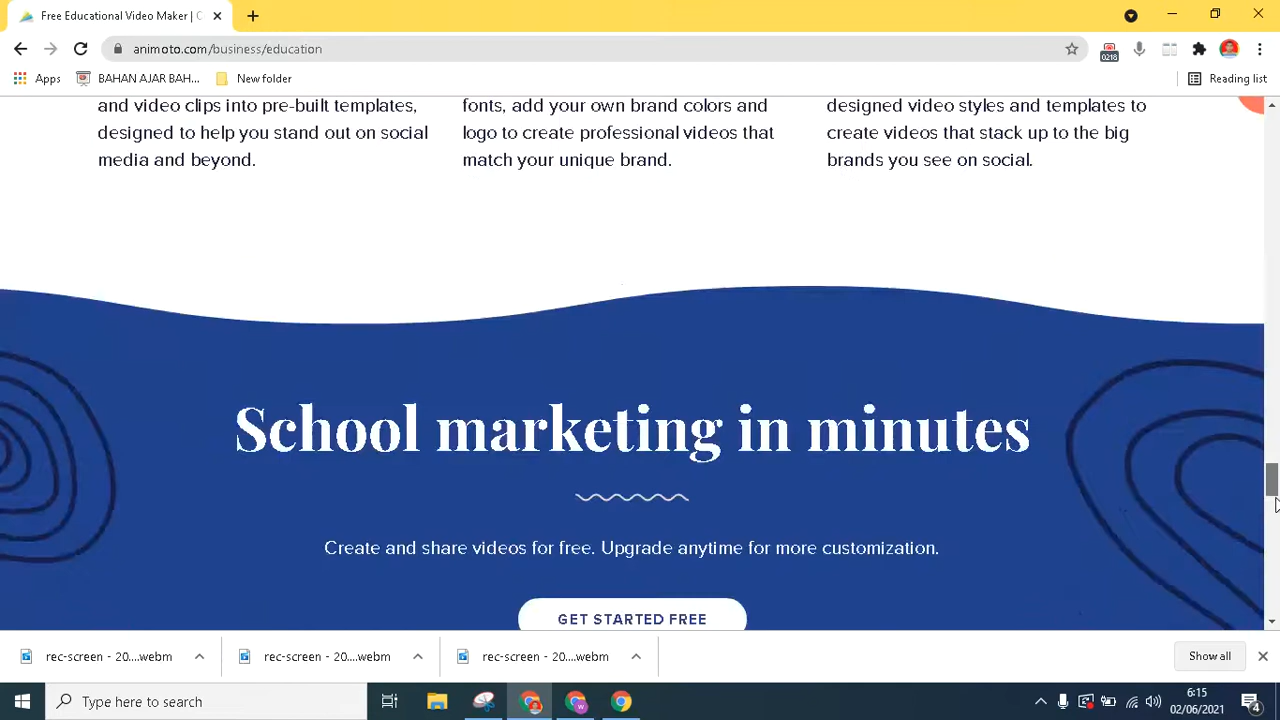 Free Educational Video Maker | C
animoto.com/business/education
0218
Apps
BAHAN AJAR BAH...
New folder
Reading list
and video clips into pre-built templates,
designed to help you stand out on social
media and beyond.
fonts, add your own brand colors and
logo to create professional videos that
match your unique brand.
designed video styles and templates to
create videos that stack up to the big
brands you see on social.
School marketing in minutes
Create and share videos for free. Upgrade anytime for more customization.
GET STARTED FREE
rec-screen - 20....webm
rec-screen - 20....webm
rec-screen - 20....webm
Show all
Type here to search
6:15
02/06/2021
4